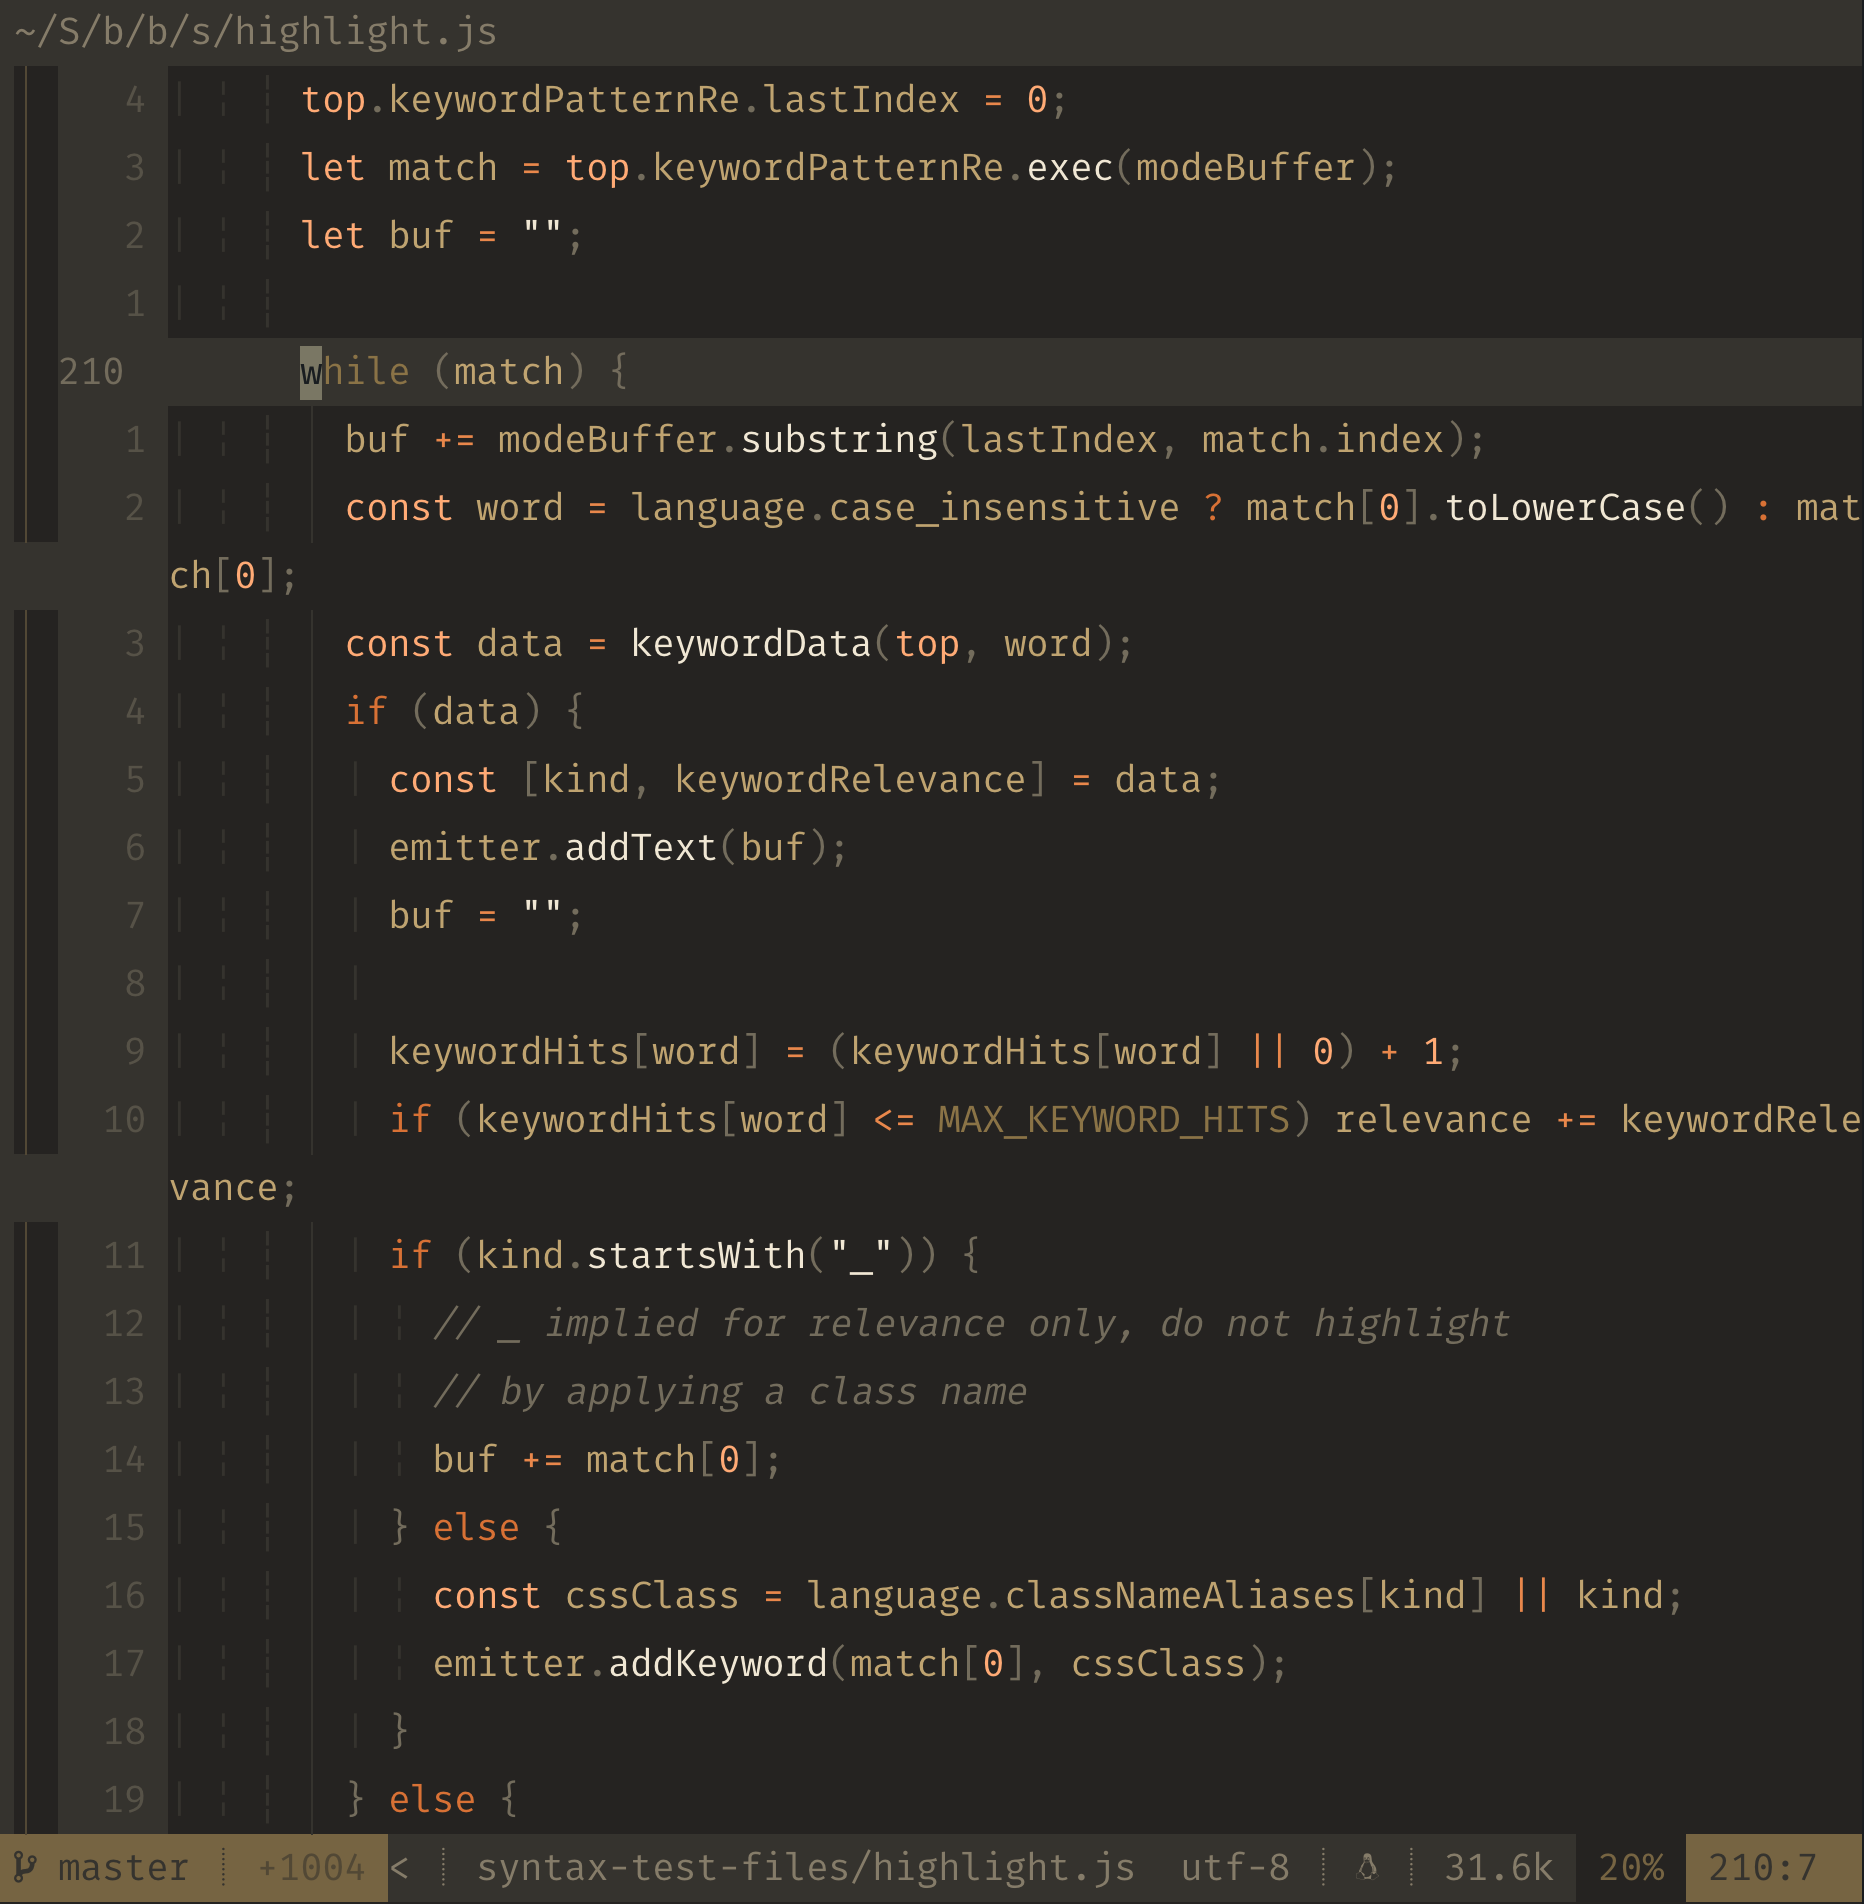 ~/S/b/b/s/highlight.js
4 top.keywordPatternRe.lastIndex = 0;
3 let match = top.keywordPatternRe.exec(modeBuffer);
2 let buf = "";
1
210 while (match) {
1 buf += modeBuffer.substring(lastIndex, match.index);
2 const word = language.case_insensitive ? match[0].toLowerCase() : mat
ch[0];
3 const data = keywordData(top, word);
4 if (data) {
5 const [kind, keywordRelevance] = data;
6 emitter.addText(buf);
7 buf = "";
8
9 keywordHits[word] = (keywordHits[word] || 0) + 1;
10 if (keywordHits[word] <= MAX_KEYWORD_HITS) relevance += keywordRele
vance;
11 if (kind.startsWith("_")) {
12 // _ implied for relevance only, do not highlight
13 // by applying a class name
14 buf += match[0];
15 } else {
16 const cssClass = language.classNameAliases[kind] || kind;
17 emitter.addKeyword(match[0], cssClass);
18 }
19 } else {
master +1004 < syntax-test-files/highlight.js utf-8 31.6k 20% 210:7